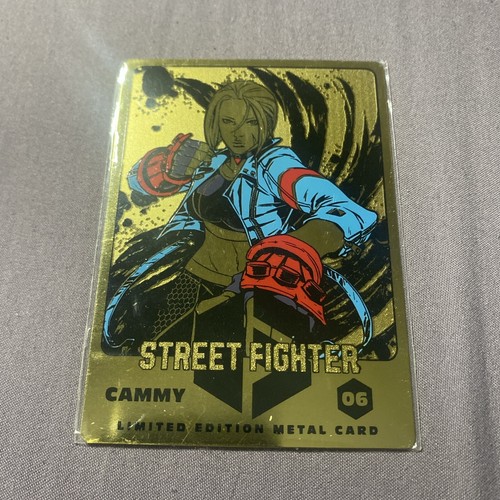 STREET FIGHTER
CAMMY
06
LIMITED EDITION METAL CARD